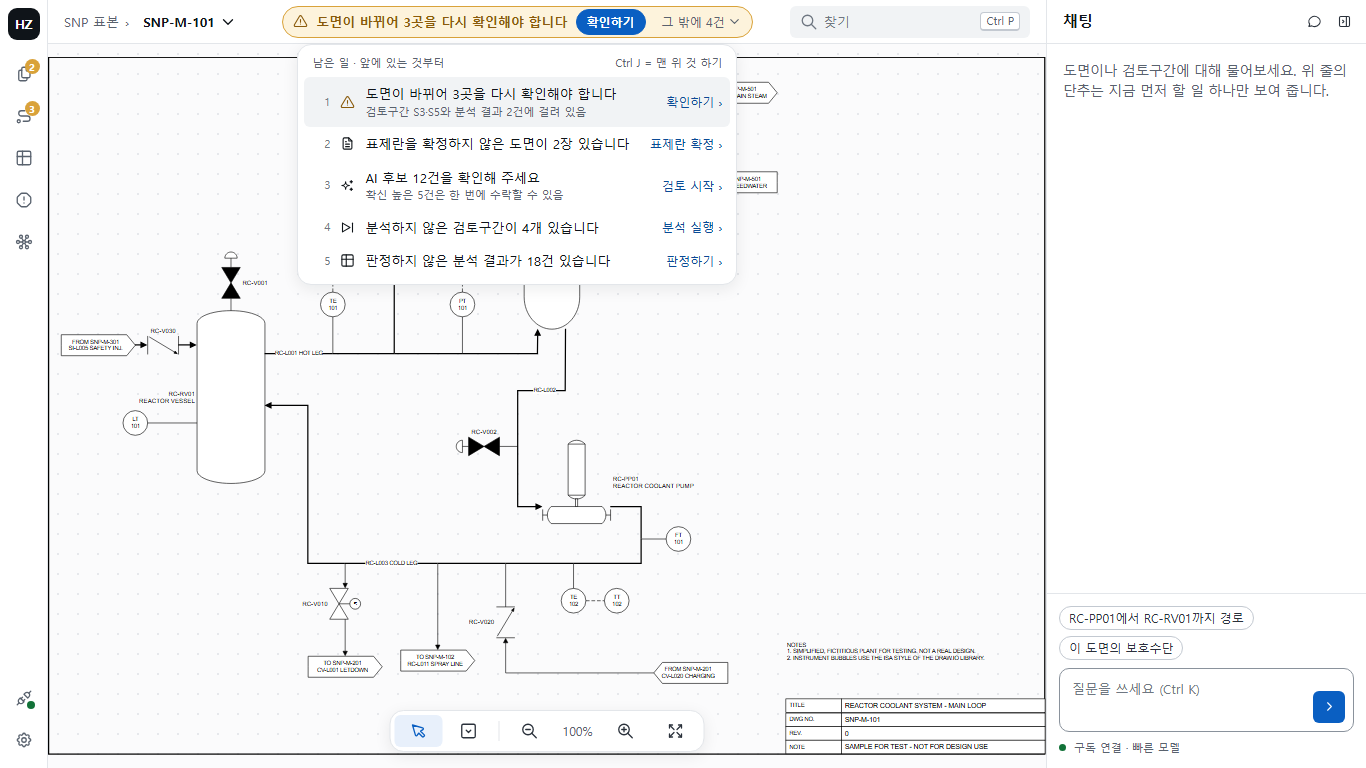 HZ
SNP 표본 › SNP-M-101
도면이 바뀌어 3곳을 다시 확인해야 합니다 확인하기 그 밖에 4건
찾기 Ctrl P
채팅
2
3
남은 일 · 앞에 있는 것부터 Ctrl J = 맨 위 것 하기
1 도면이 바뀌어 3곳을 다시 확인해야 합니다 확인하기 ›
검토구간 S3·S5와 분석 결과 2건에 걸려 있음
2 표제란을 확정하지 않은 도면이 2장 있습니다 표제란 확정 ›
3 AI 후보 12건을 확인해 주세요 검토 시작 ›
확신 높은 5건은 한 번에 수락할 수 있음
4 분석하지 않은 검토구간이 4개 있습니다 분석 실행 ›
5 판정하지 않은 분석 결과가 18건 있습니다 판정하기 ›
도면이나 검토구간에 대해 물어보세요. 위 줄의
단추는 지금 먼저 할 일 하나만 보여 줍니다.
RC-V001
TE
101
PT
101
RC-V030
FROM SNP-M-301
SI-L005 SAFETY INJ.
RC-L001 HOT LEG
RC-RV01
REACTOR VESSEL
LT
101
RC-L002
RC-V002
RC-PP01
REACTOR COOLANT PUMP
FT
101
RC-L003 COLD LEG
RC-V010
TE
102
TT
102
RC-V020
TO SNP-M-201
CV-L001 LETDOWN
TO SNP-M-102
RC-L011 SPRAY LINE
FROM SNP-M-201
CV-L020 CHARGING
NOTES
1. SIMPLIFIED, FICTITIOUS PLANT FOR TESTING. NOT A REAL DESIGN.
2. INSTRUMENT BUBBLES USE THE ISA STYLE OF THE DRAW.IO LIBRARY.
TITLE REACTOR COOLANT SYSTEM - MAIN LOOP
DWG NO. SNP-M-101
REV. 0
NOTE SAMPLE FOR TEST - NOT FOR DESIGN USE
100%
RC-PP01에서 RC-RV01까지 경로
이 도면의 보호수단
질문을 쓰세요 (Ctrl K)
구독 연결 · 빠른 모델